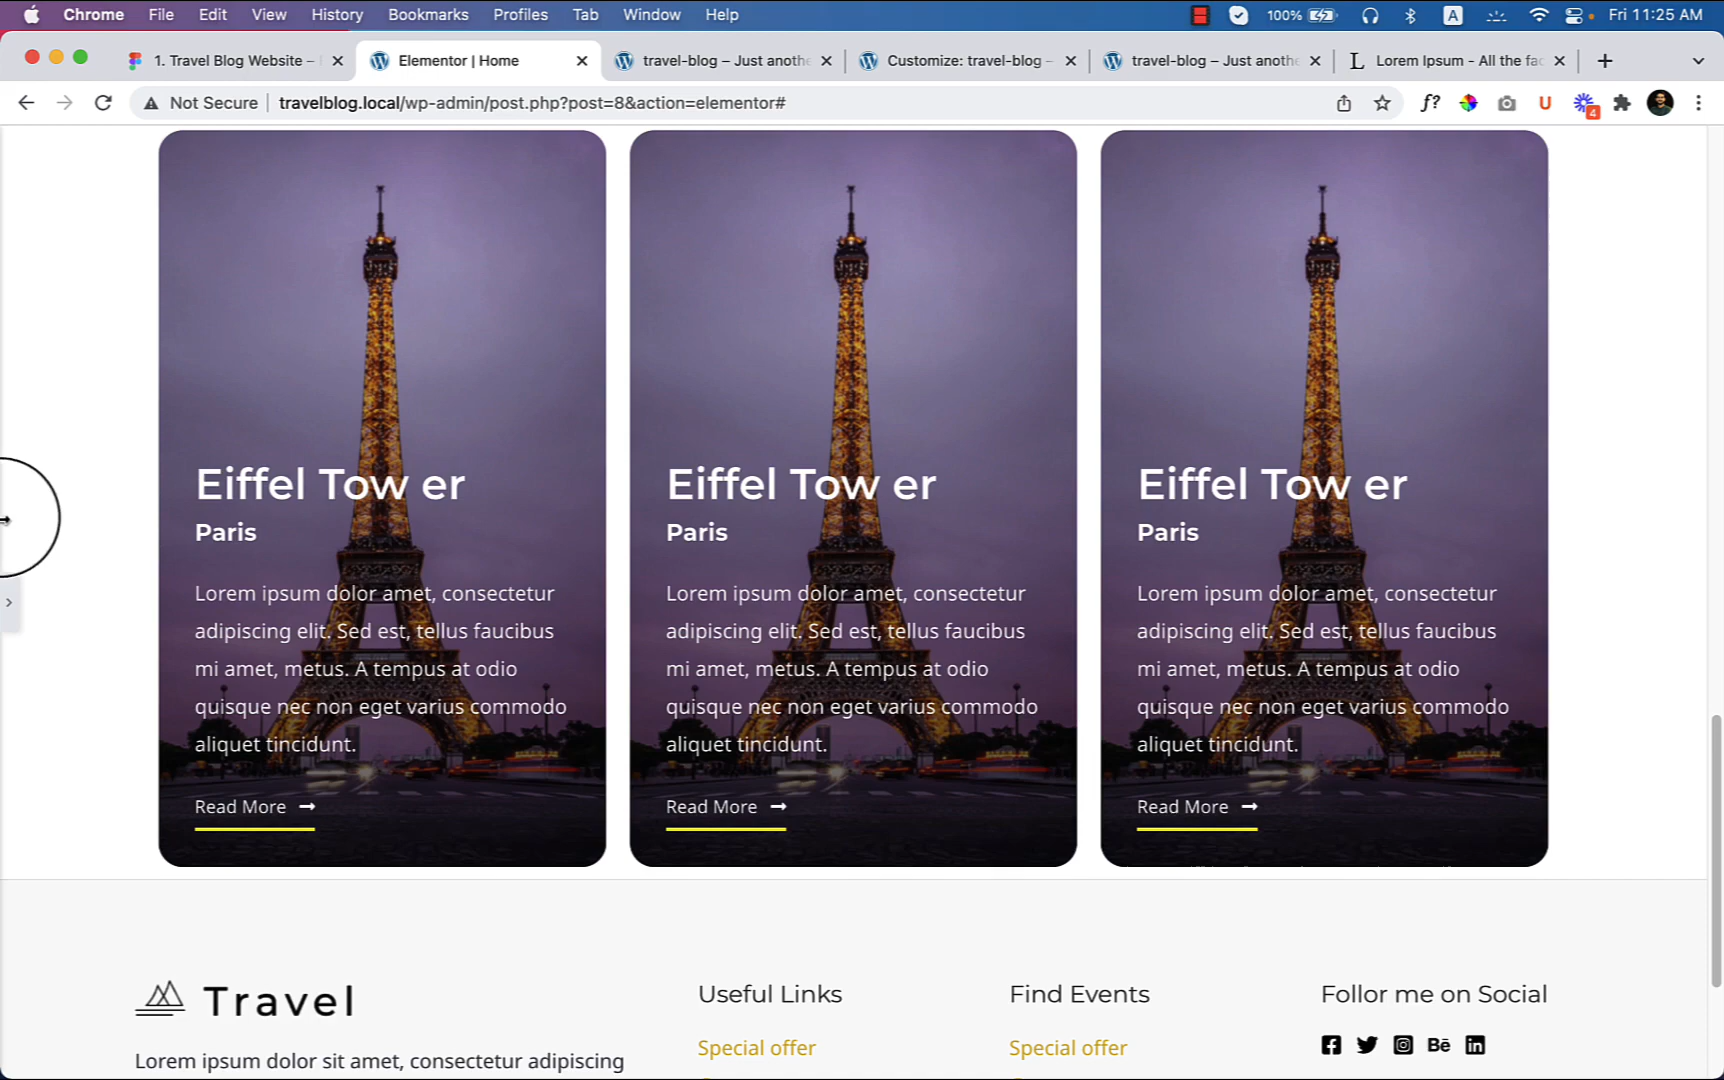 Chrome File Edit View History Bookmarks Profiles Tab Window Help 100% A Fri 11:25 AM
1. Travel Blog Website –
Elementor | Home
travel-blog – Just anothe
Customize: travel-blog –
travel-blog – Just anothe
L Lorem Ipsum - All the fac
Not Secure travelblog.local/wp-admin/post.php?post=8&action=elementor#
f? U 4
Eiffel Tow er
Paris
Lorem ipsum dolor amet, consectetur
adipiscing elit. Sed est, tellus faucibus
mi amet, metus. A tempus at odio
quisque nec non eget varius commodo
aliquet tincidunt.
Read More
Eiffel Tow er
Paris
Lorem ipsum dolor amet, consectetur
adipiscing elit. Sed est, tellus faucibus
mi amet, metus. A tempus at odio
quisque nec non eget varius commodo
aliquet tincidunt.
Read More
Eiffel Tow er
Paris
Lorem ipsum dolor amet, consectetur
adipiscing elit. Sed est, tellus faucibus
mi amet, metus. A tempus at odio
quisque nec non eget varius commodo
aliquet tincidunt.
Read More
Travel
Lorem ipsum dolor sit amet, consectetur adipiscing
Useful Links
Special offer
Find Events
Special offer
Follor me on Social
Bē in